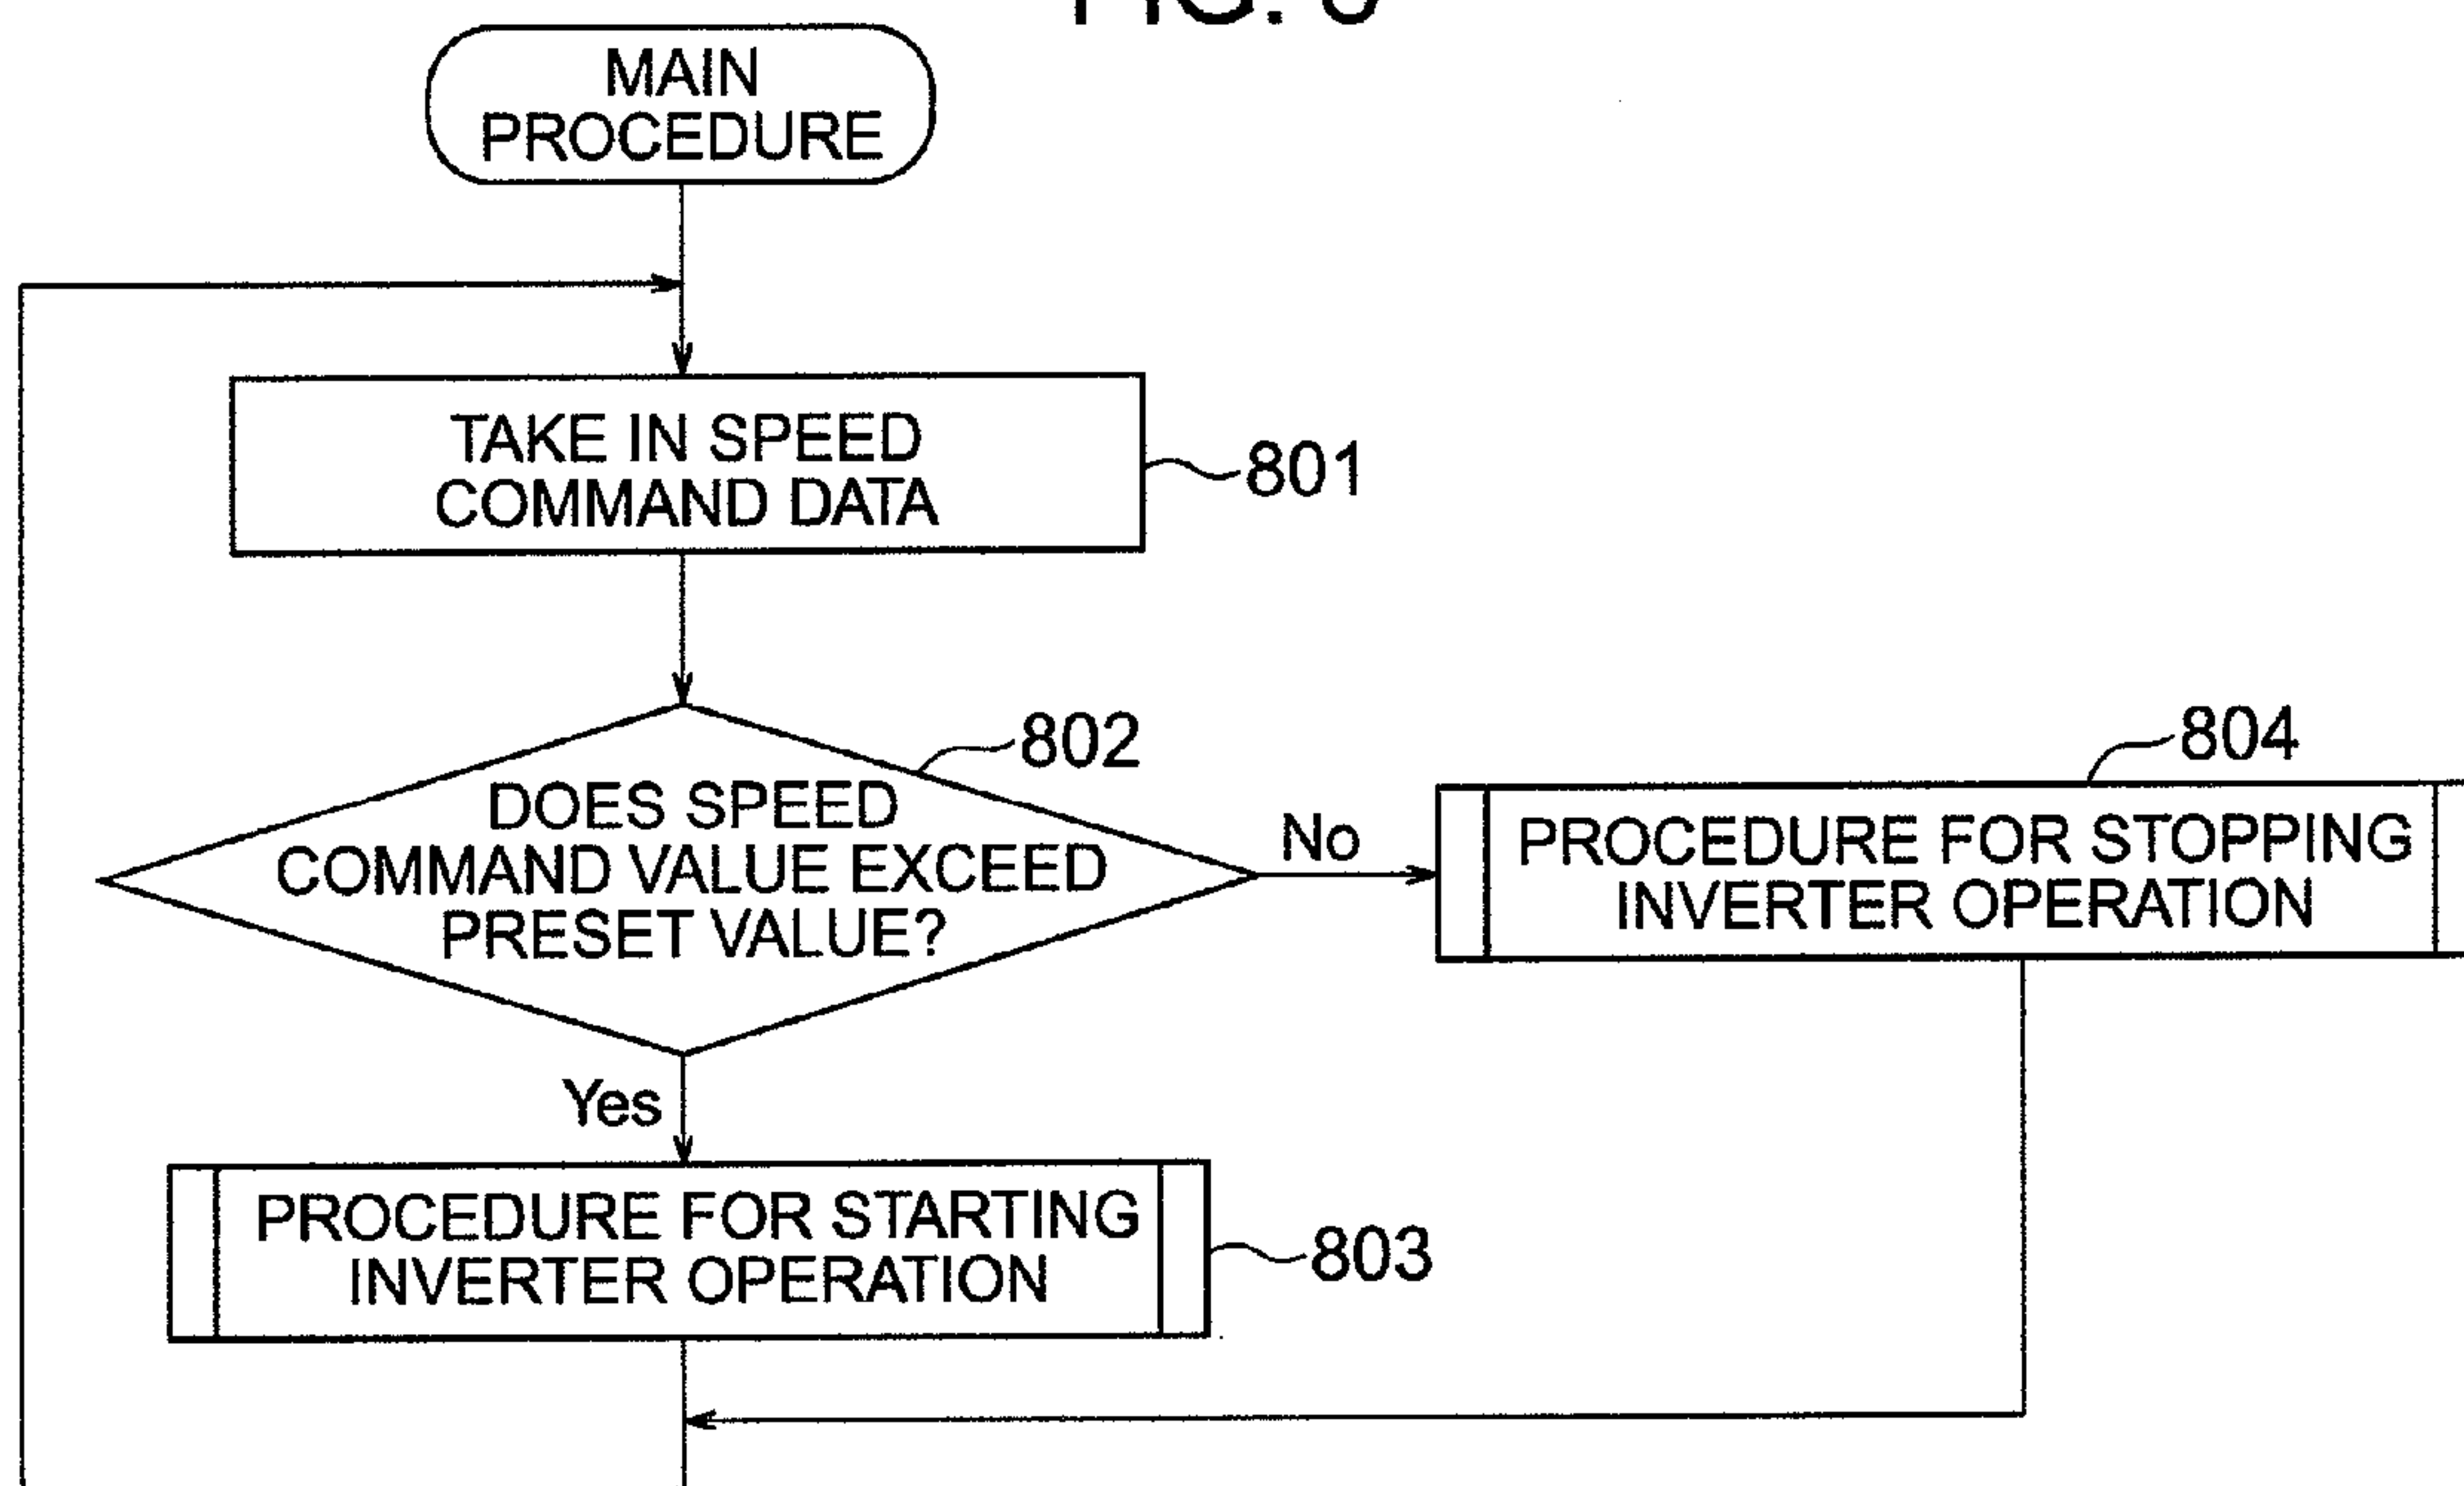 FIG.
MAIN
PROCEDURE
TAKE IN SPEED
COMMAND DATA
801
802
DOES SPEED
COMMAND VALUE EXCEED
PRESET VALUE?
No
804
PROCEDURE FOR STOPPING
INVERTER OPERATION
Yes
PROCEDURE FOR STARTING
INVERTER OPERATION
803